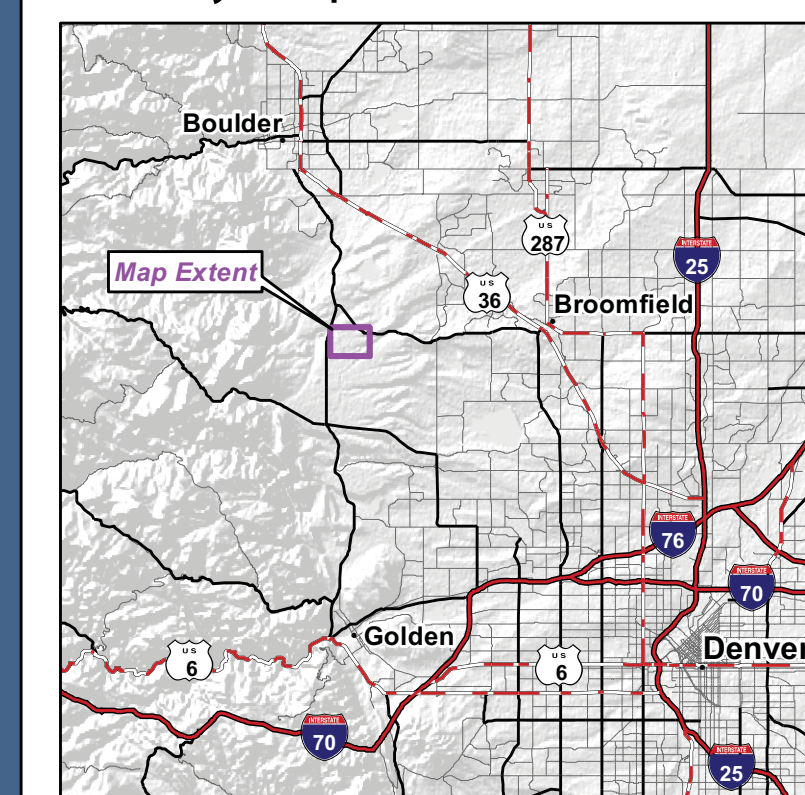 Boulder
US
287
INTERSTATE
25
Map Extent
US
36
Broomfield
INTERSTATE
76
INTERSTATE
70
Golden
US
6
US
6
Denver
INTERSTATE
70
INTERSTATE
25